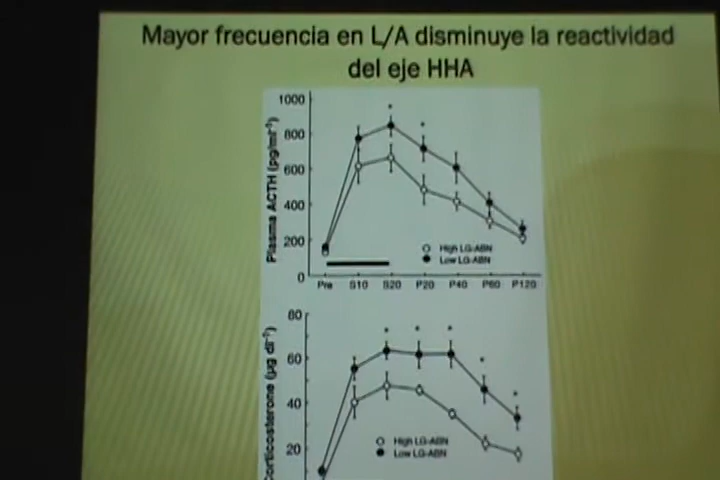 Mayor frecuencia en L/A disminuye la reactividad
del eje HHA
1000
800
600
400
200
0
Plasma ACTH (pg/ml⁻¹)
High LG-ABN
Low LG-ABN
Pre S10 S20 P20 P40 P60 P120
80
60
40
20
Corticosterone (µg dl⁻¹)
High LG-ABN
Low LG-ABN